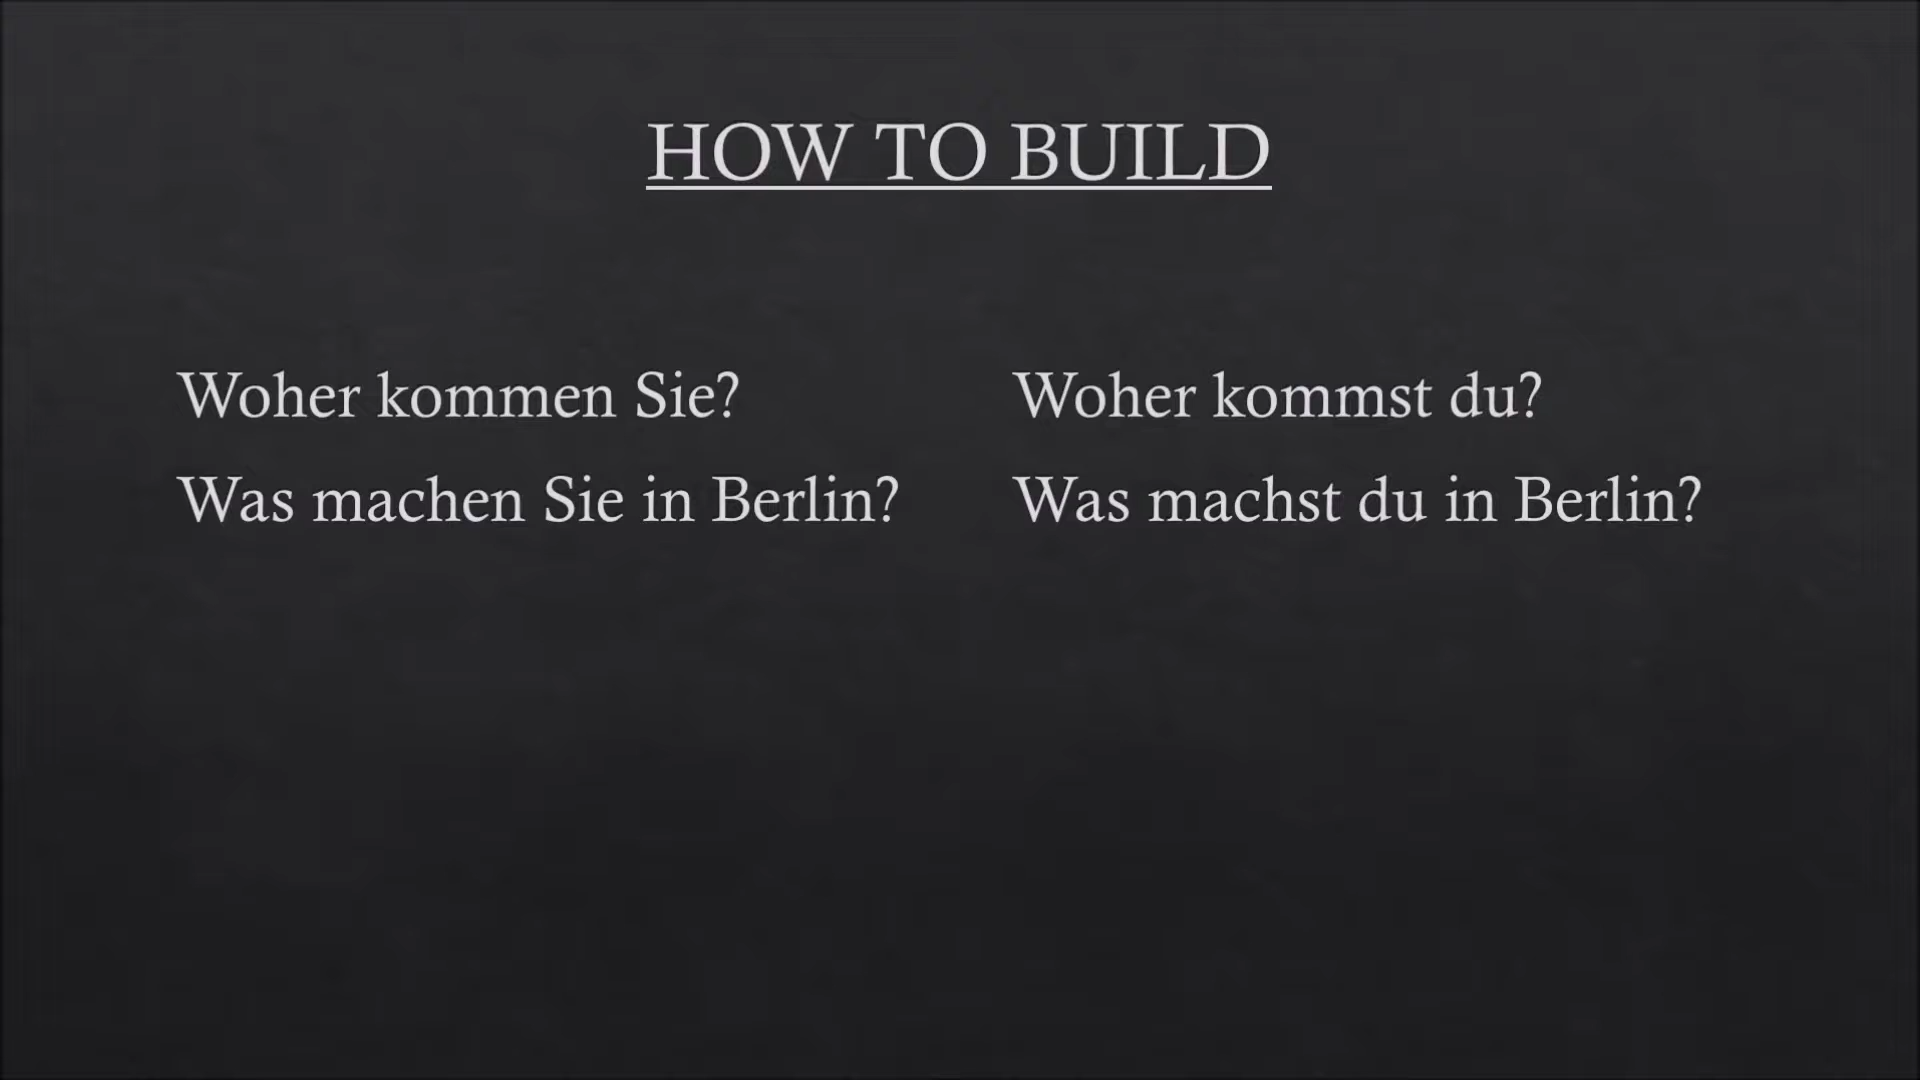 HOW TO BUILD
Woher kommen Sie?
Was machen Sie in Berlin?
Woher kommst du?
Was machst du in Berlin?